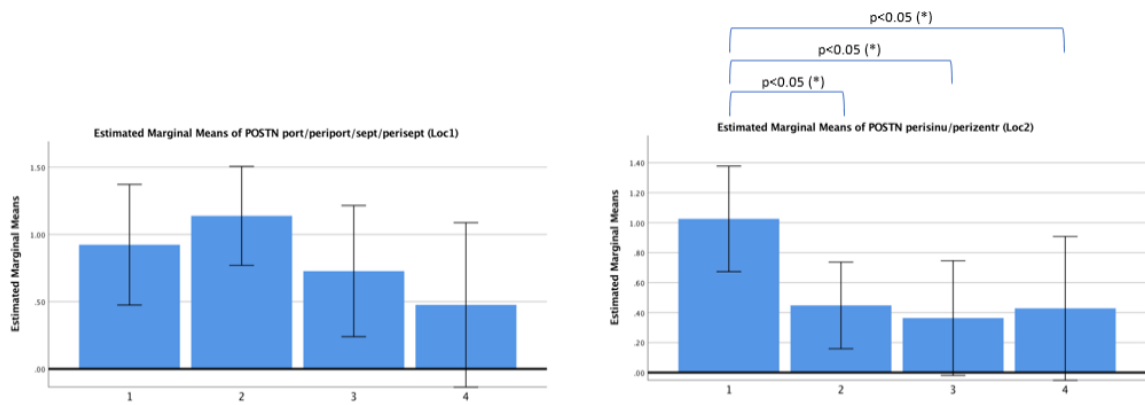 Estimated Marginal Means of POSTN port/periport/sept/perisept (Loc1)
Estimated Marginal Means
1.50
1.00
.50
.00
1 2 3 4
p<0.05 (*)
p<0.05 (*)
p<0.05 (*)
Estimated Marginal Means of POSTN perisinu/perizentr (Loc2)
Estimated Marginal Means
1.40
1.20
1.00
.80
.60
.40
.20
.00
1 2 3 4